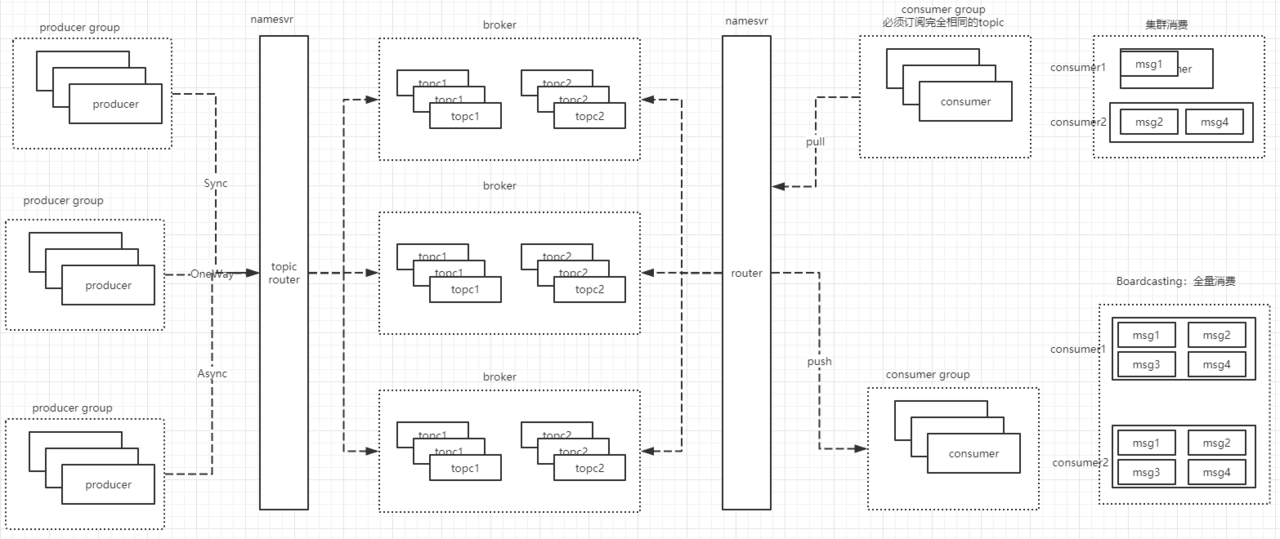 producer group
producer
producer group
producer
producer group
producer
Sync
OneWay
Async
namesvr
topic
router
broker
topc1
topc1
topc1
topc2
topc2
topc2
broker
topc1
topc1
topc1
topc2
topc2
topc2
broker
topc1
topc1
topc1
topc2
topc2
topc2
namesvr
router
pull
push
consumer group
必须订阅完全相同的topic
consumer
consumer group
consumer
集群消费
consumer1
msg1
consumer2
msg2
msg4
Boardcasting：全量消费
consumer1
msg1
msg2
msg3
msg4
consumer2
msg1
msg2
msg3
msg4